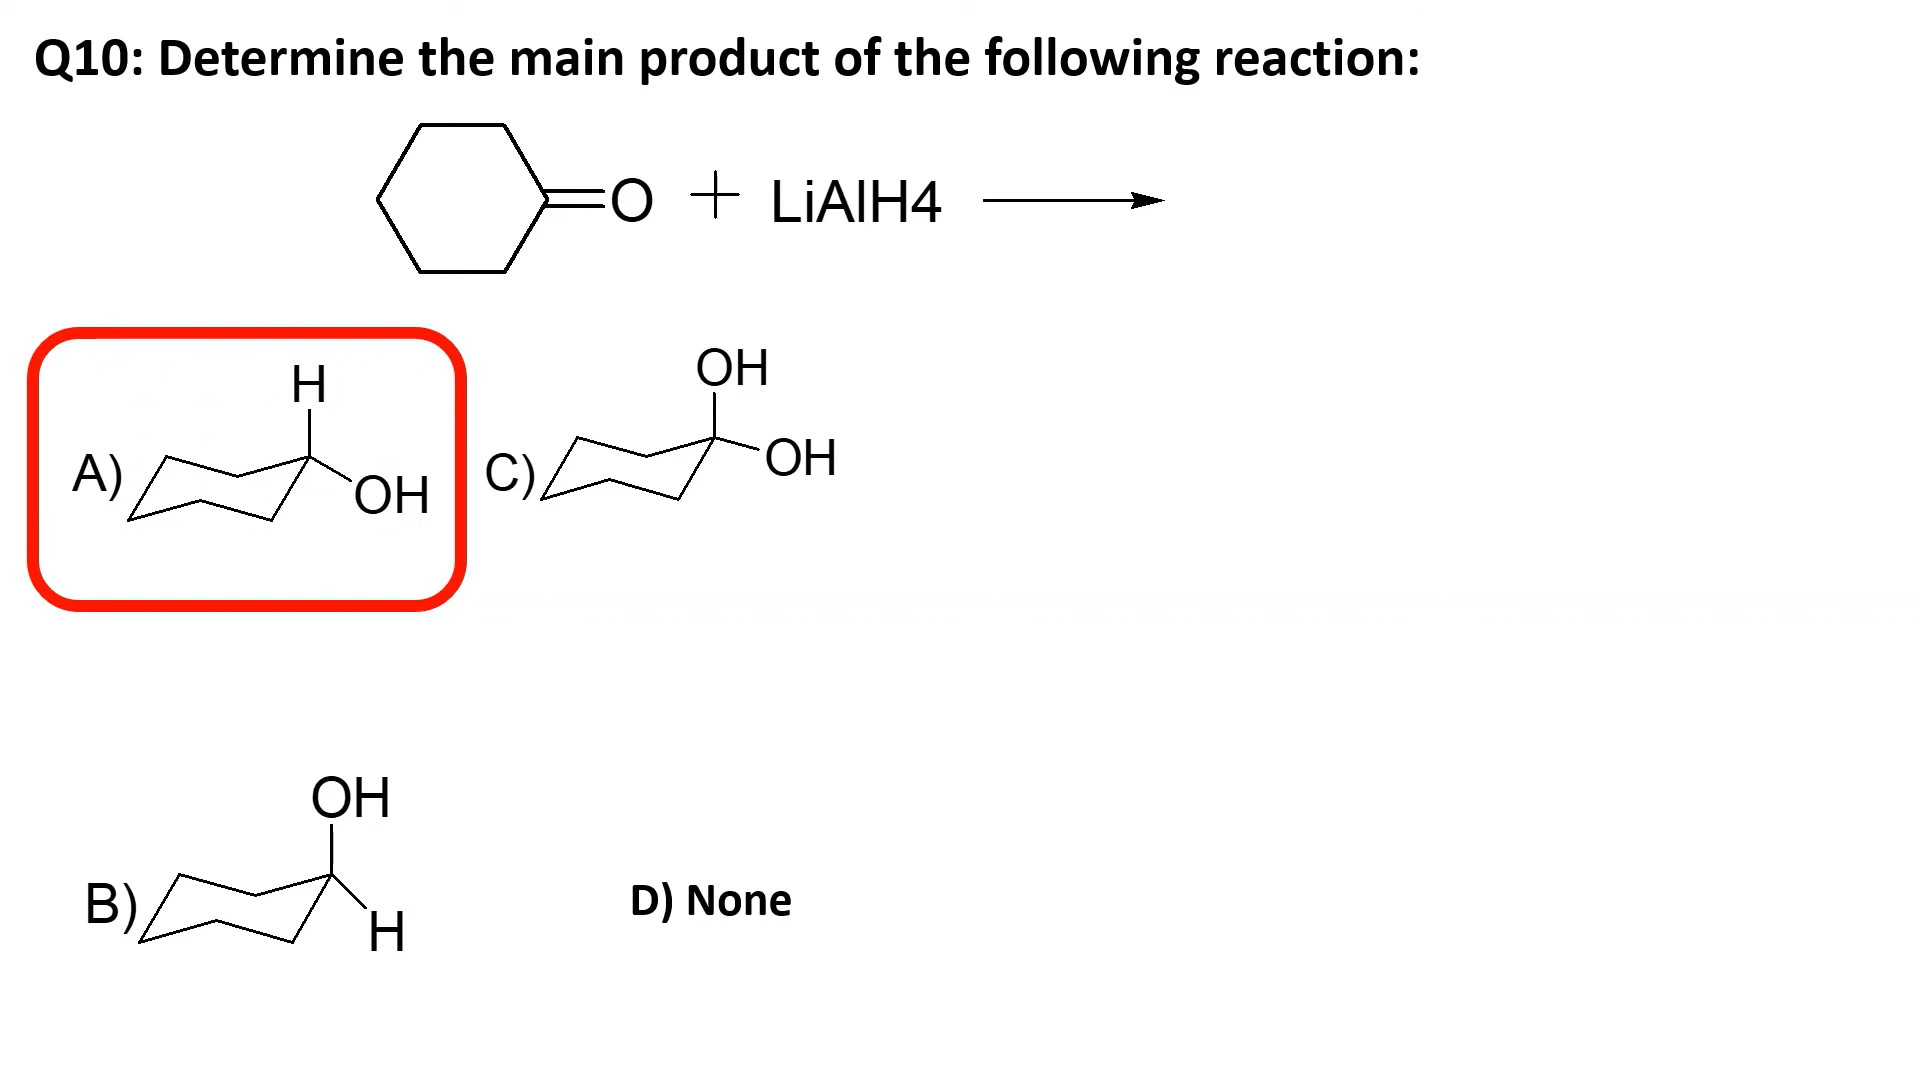 Q10: Determine the main product of the following reaction:
O + LiAlH4
H
A)
OH
OH
C)
OH
OH
B)
H
D) None